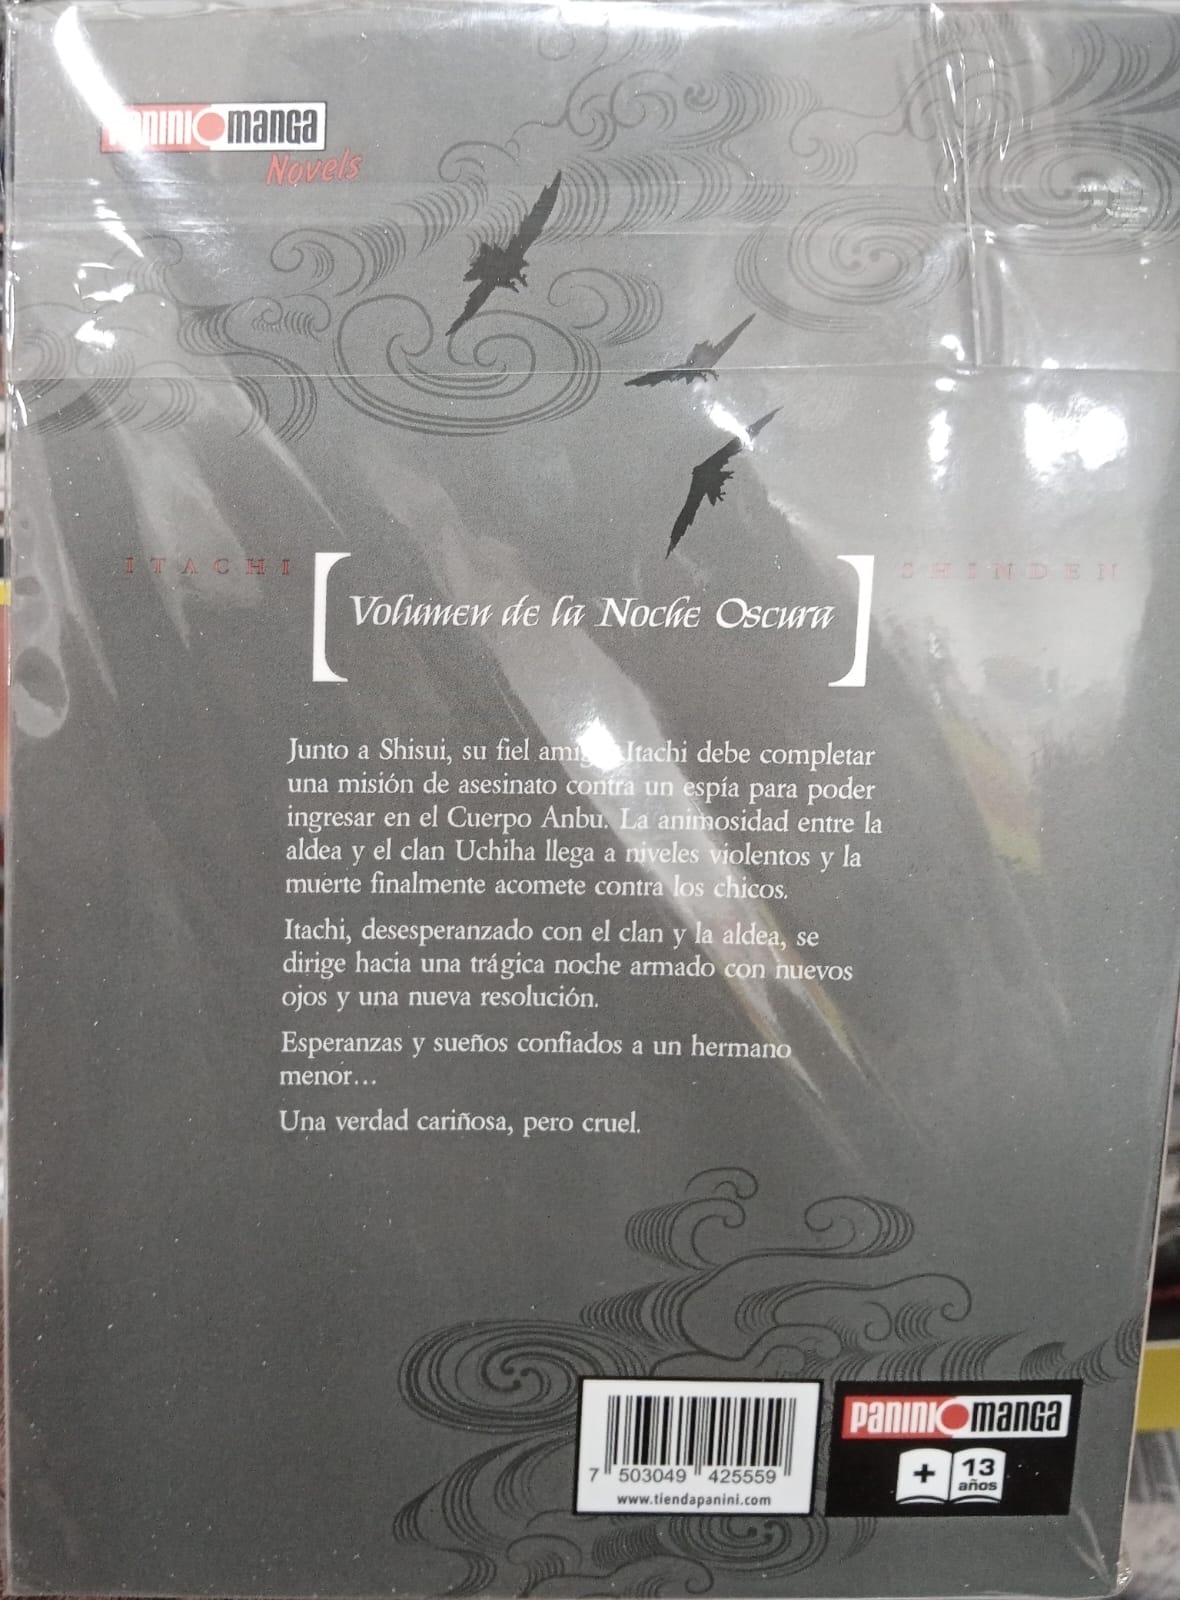 PANINI manga
Novels
ITACHI SHINDEN
Volumen de la Noche Oscura
Junto a Shisui, su fiel amigo, Itachi debe completar
una misión de asesinato contra un espía para poder
ingresar en el Cuerpo Anbu. La animosidad entre la
aldea y el clan Uchiha llega a niveles violentos y la
muerte finalmente acomete contra los chicos.
Itachi, desesperanzado con el clan y la aldea, se
dirige hacia una trágica noche armado con nuevos
ojos y una nueva resolución.
Esperanzas y sueños confiados a un hermano
menor...
Una verdad cariñosa, pero cruel.
7 503049 425559
www.tiendapanini.com
PANINI manga
+ 13
años